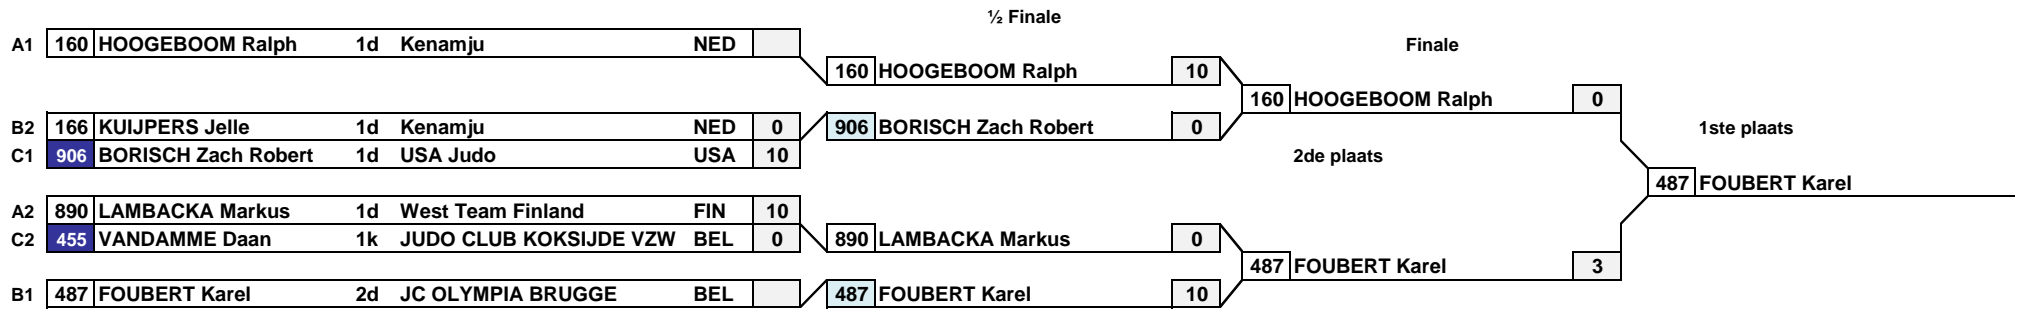 ½ Finale
A1 160 HOOGEBOOM Ralph 1d Kenamju NED
Finale
160 HOOGEBOOM Ralph 10
160 HOOGEBOOM Ralph 0
B2 166 KUIJPERS Jelle 1d Kenamju NED 0 906 BORISCH Zach Robert 0
1ste plaats
C1 906 BORISCH Zach Robert 1d USA Judo USA 10
2de plaats
487 FOUBERT Karel
A2 890 LAMBACKA Markus 1d West Team Finland FIN 10
C2 455 VANDAMME Daan 1k JUDO CLUB KOKSIJDE VZW BEL 0 890 LAMBACKA Markus 0
487 FOUBERT Karel 3
B1 487 FOUBERT Karel 2d JC OLYMPIA BRUGGE BEL 487 FOUBERT Karel 10